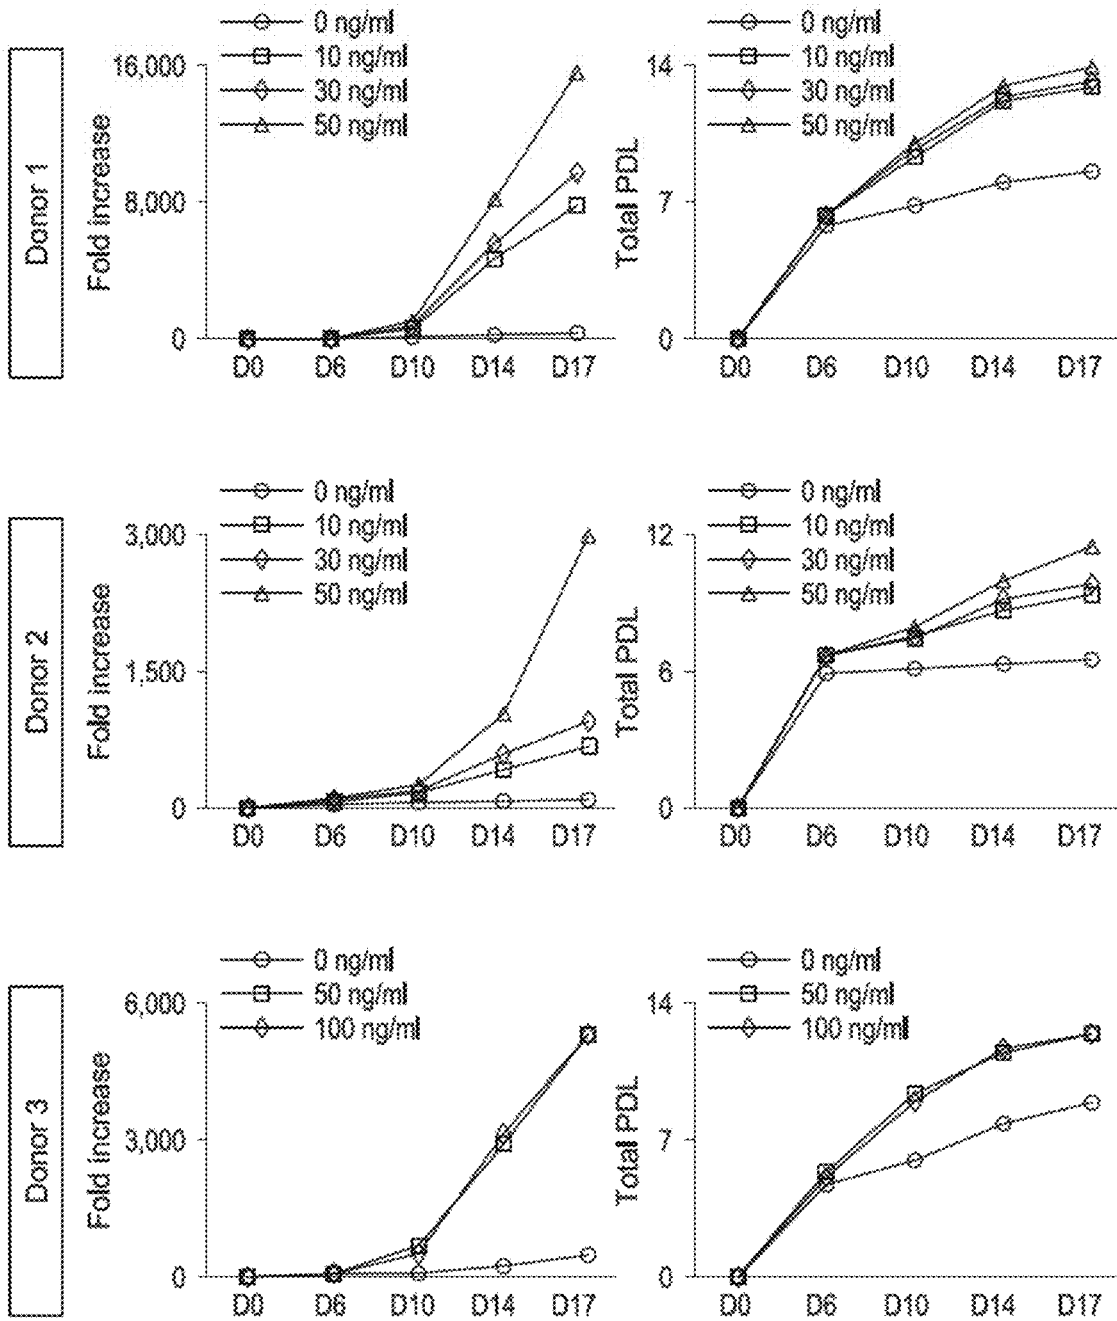 Donor 1
Fold increase
0 ng/ml
10 ng/ml
30 ng/ml
50 ng/ml
16,000
8,000
0
D0 D6 D10 D14 D17
Total PDL
0 ng/ml
10 ng/ml
30 ng/ml
50 ng/ml
14
7
0
D0 D6 D10 D14 D17
Donor 2
Fold increase
0 ng/ml
10 ng/ml
30 ng/ml
50 ng/ml
3,000
1,500
0
D0 D6 D10 D14 D17
Total PDL
0 ng/ml
10 ng/ml
30 ng/ml
50 ng/ml
12
6
0
D0 D6 D10 D14 D17
Donor 3
Fold increase
0 ng/ml
50 ng/ml
100 ng/ml
6,000
3,000
0
D0 D6 D10 D14 D17
Total PDL
0 ng/ml
50 ng/ml
100 ng/ml
14
7
0
D0 D6 D10 D14 D17